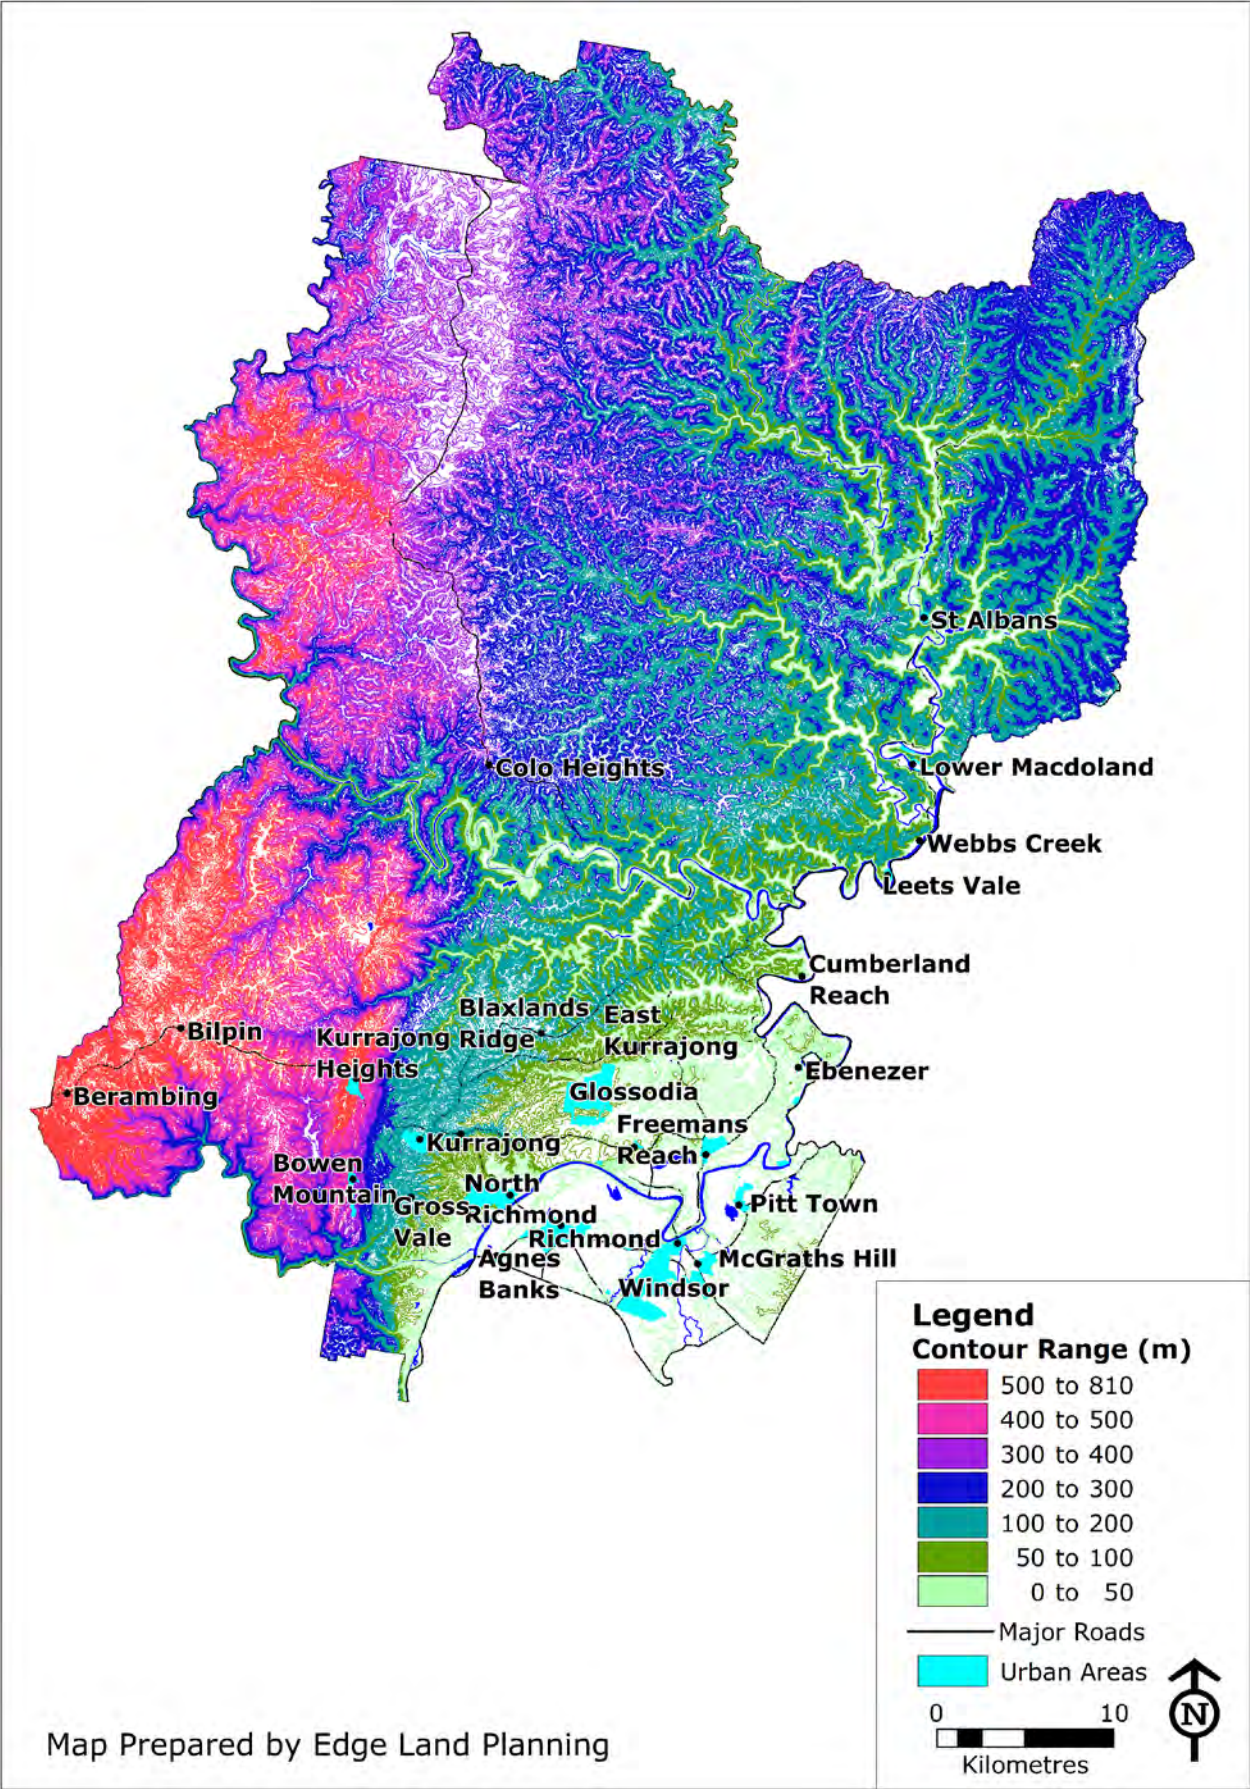 St Albans
Colo Heights
Lower Macdoland
Webbs Creek
Leets Vale
Cumberland
Reach
Blaxlands
Ridge
East
Kurrajong
Bilpin
Kurrajong
Heights
Ebenezer
Berambing
Glossodia
Freemans
Reach
Kurrajong
Bowen
Mountain
North
Richmond
Gross
Vale
Pitt Town
Richmond
Agnes
Banks
McGraths Hill
Windsor
Legend
Contour Range (m)
500 to 810
400 to 500
300 to 400
200 to 300
100 to 200
50 to 100
0 to 50
Major Roads
Urban Areas
0 10
Kilometres
N
Map Prepared by Edge Land Planning